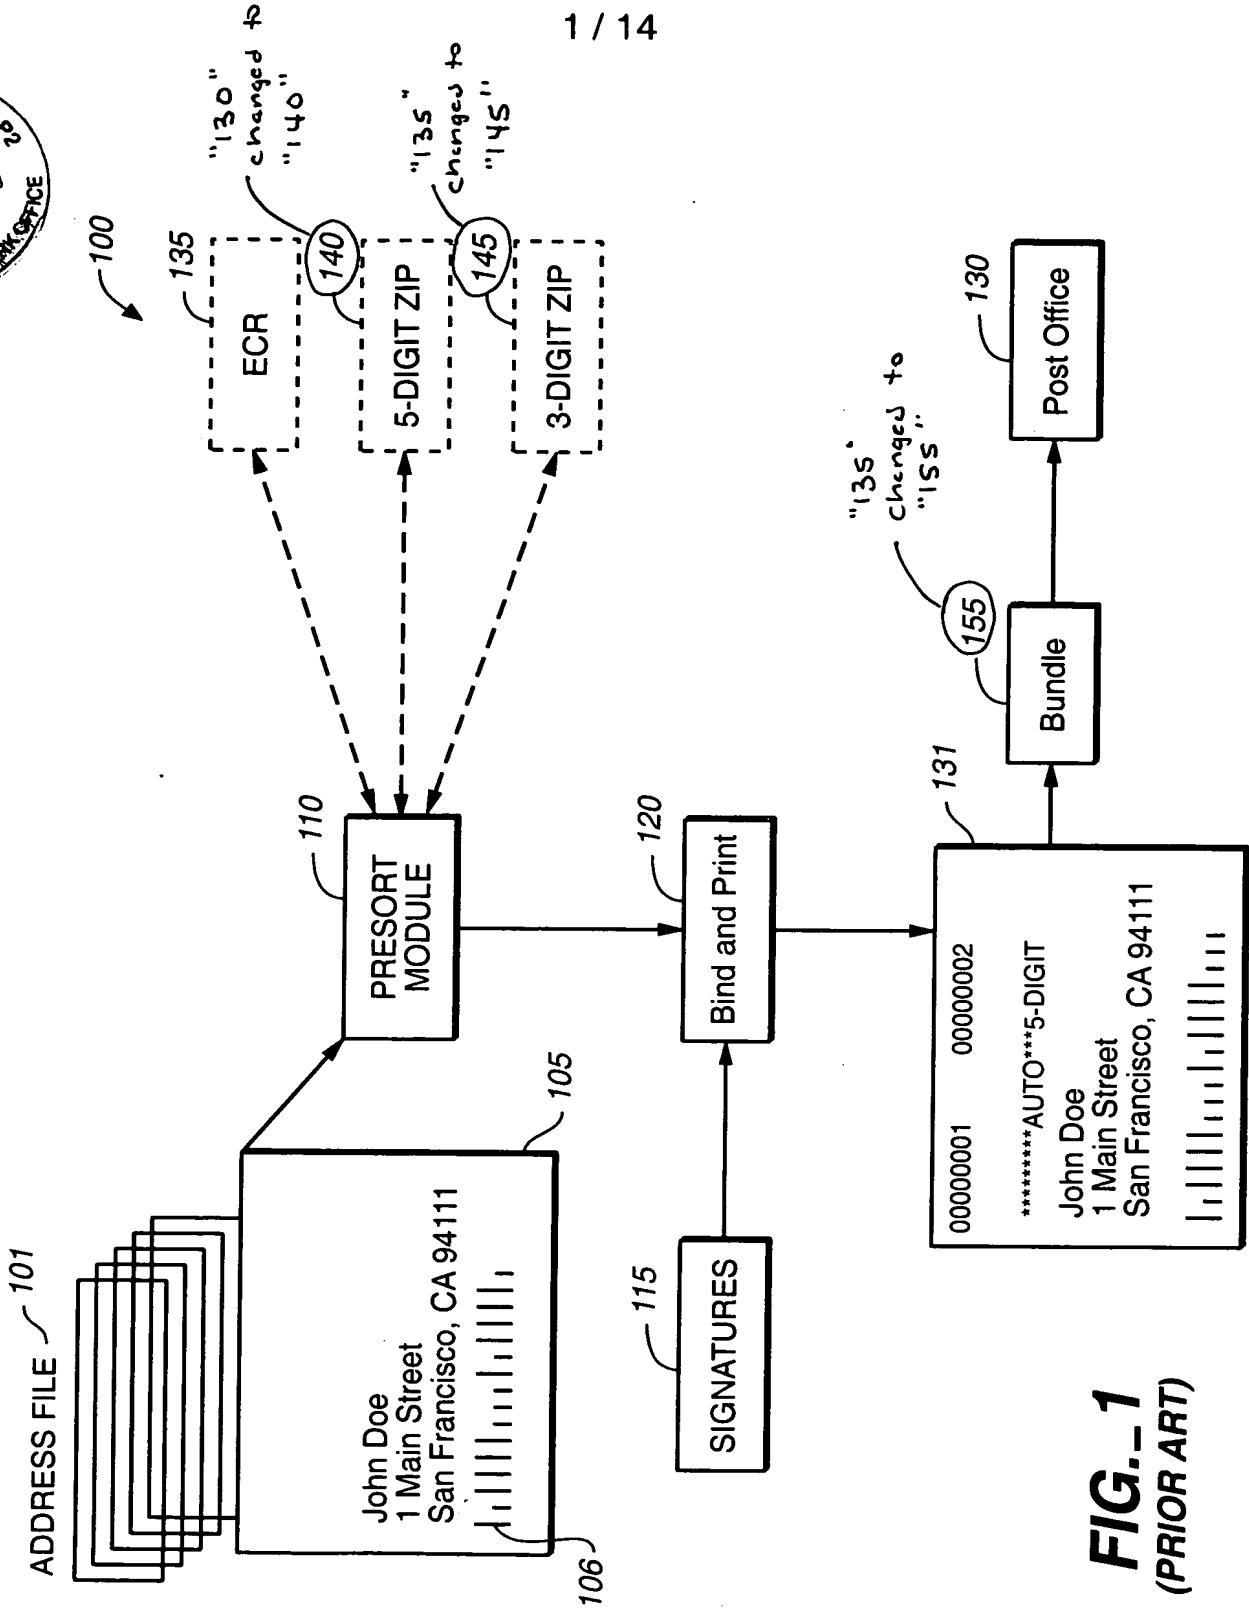 1 / 14
OFFICE
20
ADDRESS FILE
101
John Doe
1 Main Street
San Francisco, CA 94111
105
106
PRESORT
MODULE
110
100
ECR
135
5-DIGIT ZIP
140
"130"
changed to
"140"
3-DIGIT ZIP
145
"135"
changed to
"145"
SIGNATURES
115
Bind and Print
120
00000001 00000002
*********AUTO***5-DIGIT
John Doe
1 Main Street
San Francisco, CA 94111
131
Bundle
155
"135"
changed to
"155"
Post Office
130
FIG._1
(PRIOR ART)